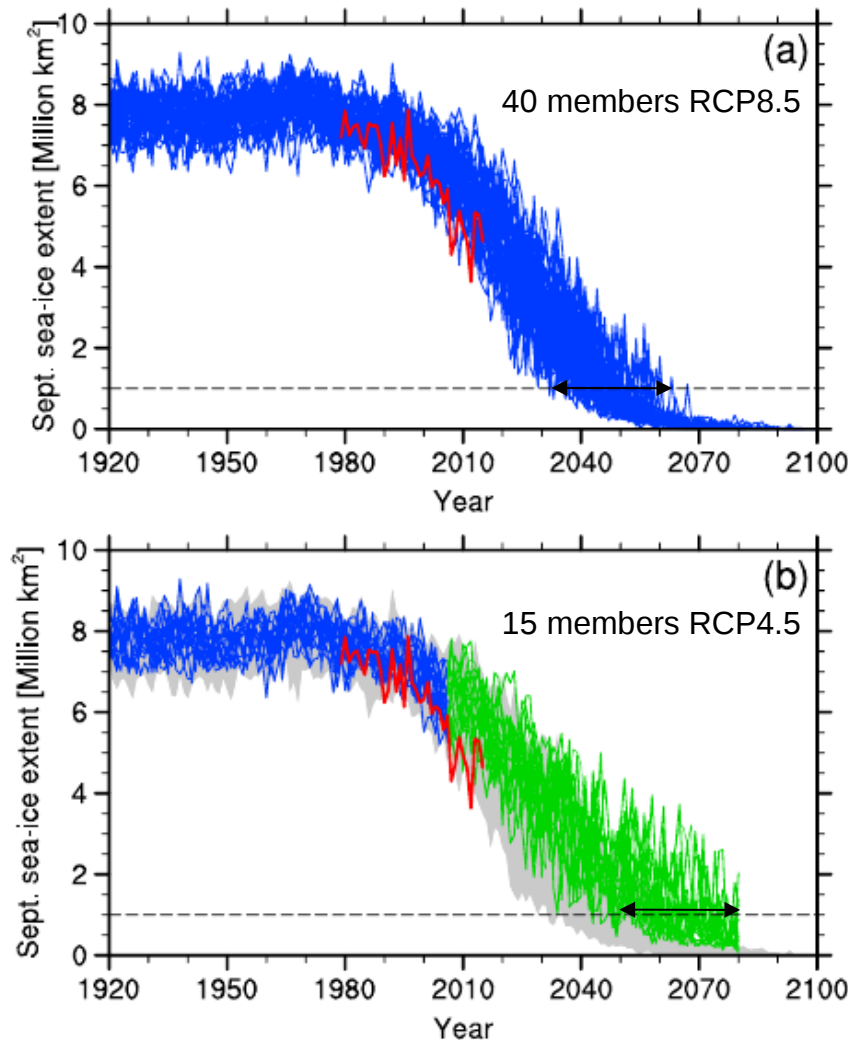 (a)
40 members RCP8.5
Sept. sea-ice extent [Million km²]
10
8
6
4
2
0
1920 1950 1980 2010 2040 2070 2100
Year
(b)
15 members RCP4.5
Sept. sea-ice extent [Million km²]
10
8
6
4
2
0
1920 1950 1980 2010 2040 2070 2100
Year